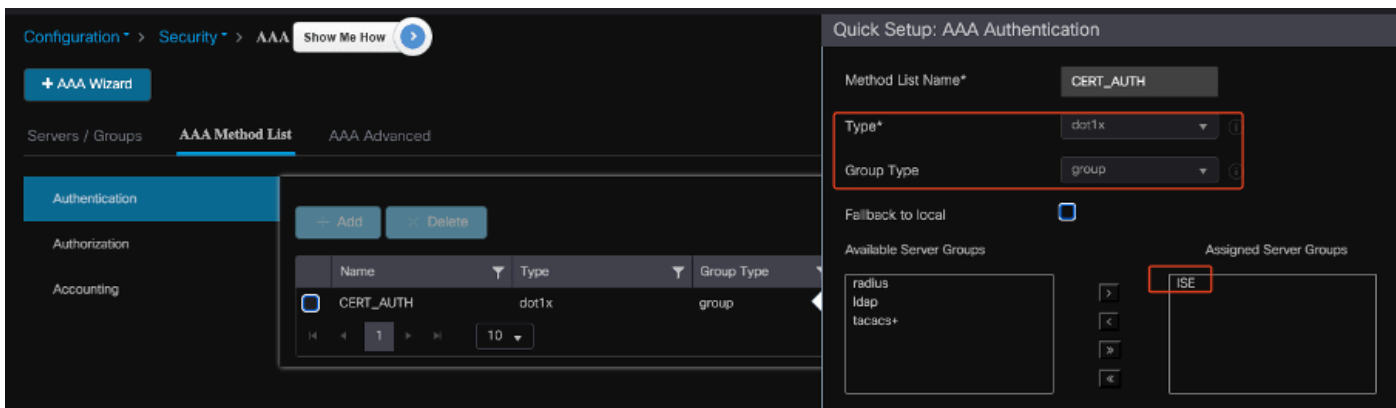 Configuration > Security > AAA Show Me How
+ AAA Wizard
Servers / Groups AAA Method List AAA Advanced
Authentication
Authorization
Accounting
+ Add × Delete
Name Type Group Type
CERT_AUTH dot1x group
1 10
Quick Setup: AAA Authentication
Method List Name* CERT_AUTH
Type* dot1x
Group Type group
Fallback to local
Available Server Groups Assigned Server Groups
radius
ldap
tacacs+
> 
<
»
«
ISE